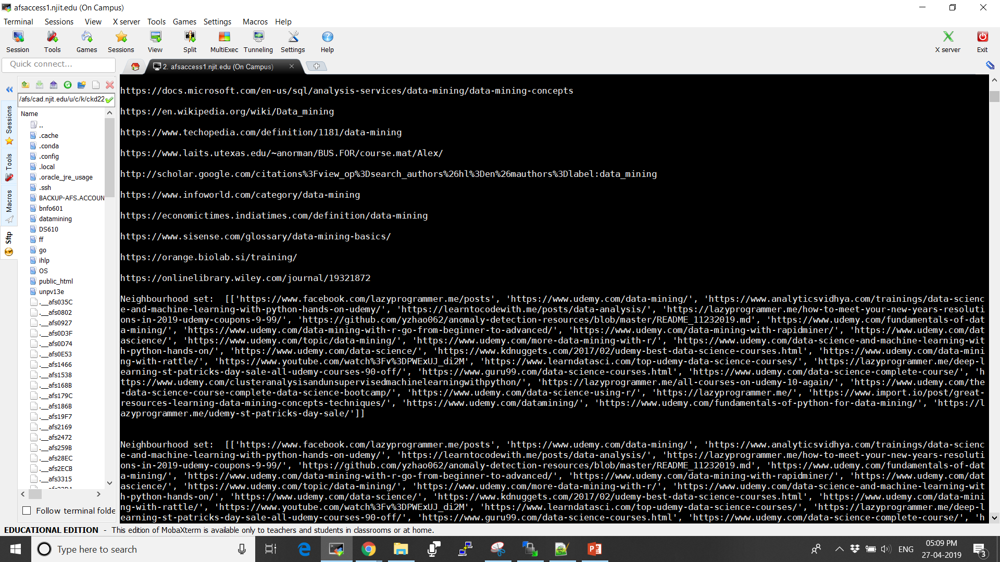 afsaccess1.njit.edu (On Campus)
Terminal Sessions View X server Tools Games Settings Macros Help
Session Tools Games Sessions View Split MultiExec Tunneling Settings Help X server Exit
Quick connect...
2. afsaccess1.njit.edu (On Campus)
Sessions
Tools
Macros
Sftp
/afs/cad.njit.edu/u/c/k/ckd22
Name
..
.cache
.conda
.config
.local
.oracle_jre_usage
.ssh
BACKUP-AFS.ACCOUN
bnfo601
datamining
DS610
ff
go
ihlp
OS
public_html
unpv13e
.__afs035C
.__afs0802
.__afs0927
.__afs0D3F
.__afs0D74
.__afs0E53
.__afs1466
.__afs1538
.__afs168B
.__afs179C
.__afs186B
.__afs19F7
.__afs2169
.__afs2472
.__afs259B
.__afs28EC
.__afs2ECB
.__afs3315
Follow terminal folde
https://docs.microsoft.com/en-us/sql/analysis-services/data-mining/data-mining-concepts
https://en.wikipedia.org/wiki/Data_mining
https://www.techopedia.com/definition/1181/data-mining
https://www.laits.utexas.edu/~anorman/BUS.FOR/course.mat/Alex/
http://scholar.google.com/citations%3Fview_op%3Dsearch_authors%26hl%3Den%26mauthors%3Dlabel:data_mining
https://www.infoworld.com/category/data-mining
https://economictimes.indiatimes.com/definition/data-mining
https://www.sisense.com/glossary/data-mining-basics/
https://orange.biolab.si/training/
https://onlinelibrary.wiley.com/journal/19321872
Neighbourhood set:  [['https://www.facebook.com/lazyprogrammer.me/posts', 'https://www.udemy.com/data-mining/', 'https://www.analyticsvidhya.com/trainings/data-scienc
e-and-machine-learning-with-python-hands-on-udemy/', 'https://learntocodewith.me/posts/data-analysis/', 'https://lazyprogrammer.me/how-to-meet-your-new-years-resoluti
ons-in-2019-udemy-coupons-9-99/', 'https://github.com/yzhao062/anomaly-detection-resources/blob/master/README_11232019.md', 'https://www.udemy.com/fundamentals-of-dat
a-mining/', 'https://www.udemy.com/data-mining-with-r-go-from-beginner-to-advanced/', 'https://www.udemy.com/data-mining-with-rapidminer/', 'https://www.udemy.com/dat
ascience/', 'https://www.udemy.com/topic/data-mining/', 'https://www.udemy.com/more-data-mining-with-r/', 'https://www.udemy.com/data-science-and-machine-learning-wit
h-python-hands-on/', 'https://www.udemy.com/data-science/', 'https://www.kdnuggets.com/2017/02/udemy-best-data-science-courses.html', 'https://www.udemy.com/data-mini
ng-with-rattle/', 'https://www.youtube.com/watch%3Fv%3DPWExUJ_di2M', 'https://www.learndatasci.com/top-udemy-data-science-courses/', 'https://lazyprogrammer.me/deep-l
earning-st-patricks-day-sale-all-udemy-courses-90-off/', 'https://www.guru99.com/data-science-courses.html', 'https://www.udemy.com/data-science-complete-course/', 'h
ttps://www.udemy.com/clusteranalysisandunsupervisedmachinelearningwithpython/', 'https://lazyprogrammer.me/all-courses-on-udemy-10-again/', 'https://www.udemy.com/the
-data-science-course-complete-data-science-bootcamp/', 'https://www.udemy.com/data-science-using-r/', 'https://lazyprogrammer.me/', 'https://www.import.io/post/great-
resources-learning-data-mining-concepts-techniques/', 'https://www.udemy.com/datamining/', 'https://www.udemy.com/fundamentals-of-python-for-data-mining/', 'https://l
azyprogrammer.me/udemy-st-patricks-day-sale/']]
Neighbourhood set:  [['https://www.facebook.com/lazyprogrammer.me/posts', 'https://www.udemy.com/data-mining/', 'https://www.analyticsvidhya.com/trainings/data-scienc
e-and-machine-learning-with-python-hands-on-udemy/', 'https://learntocodewith.me/posts/data-analysis/', 'https://lazyprogrammer.me/how-to-meet-your-new-years-resoluti
ons-in-2019-udemy-coupons-9-99/', 'https://github.com/yzhao062/anomaly-detection-resources/blob/master/README_11232019.md', 'https://www.udemy.com/fundamentals-of-dat
a-mining/', 'https://www.udemy.com/data-mining-with-r-go-from-beginner-to-advanced/', 'https://www.udemy.com/data-mining-with-rapidminer/', 'https://www.udemy.com/dat
ascience/', 'https://www.udemy.com/topic/data-mining/', 'https://www.udemy.com/more-data-mining-with-r/', 'https://www.udemy.com/data-science-and-machine-learning-wit
h-python-hands-on/', 'https://www.udemy.com/data-science/', 'https://www.kdnuggets.com/2017/02/udemy-best-data-science-courses.html', 'https://www.udemy.com/data-mini
ng-with-rattle/', 'https://www.youtube.com/watch%3Fv%3DPWExUJ_di2M', 'https://www.learndatasci.com/top-udemy-data-science-courses/', 'https://lazyprogrammer.me/deep-l
earning-st-patricks-day-sale-all-udemy-courses-90-off/', 'https://www.guru99.com/data-science-courses.html', 'https://www.udemy.com/data-science-complete-course/', 'h
EDUCATIONAL EDITION - This edition of MobaXterm is available only to teachers and students in classrooms or at home.
Type here to search
ENG
05:09 PM
27-04-2019
3